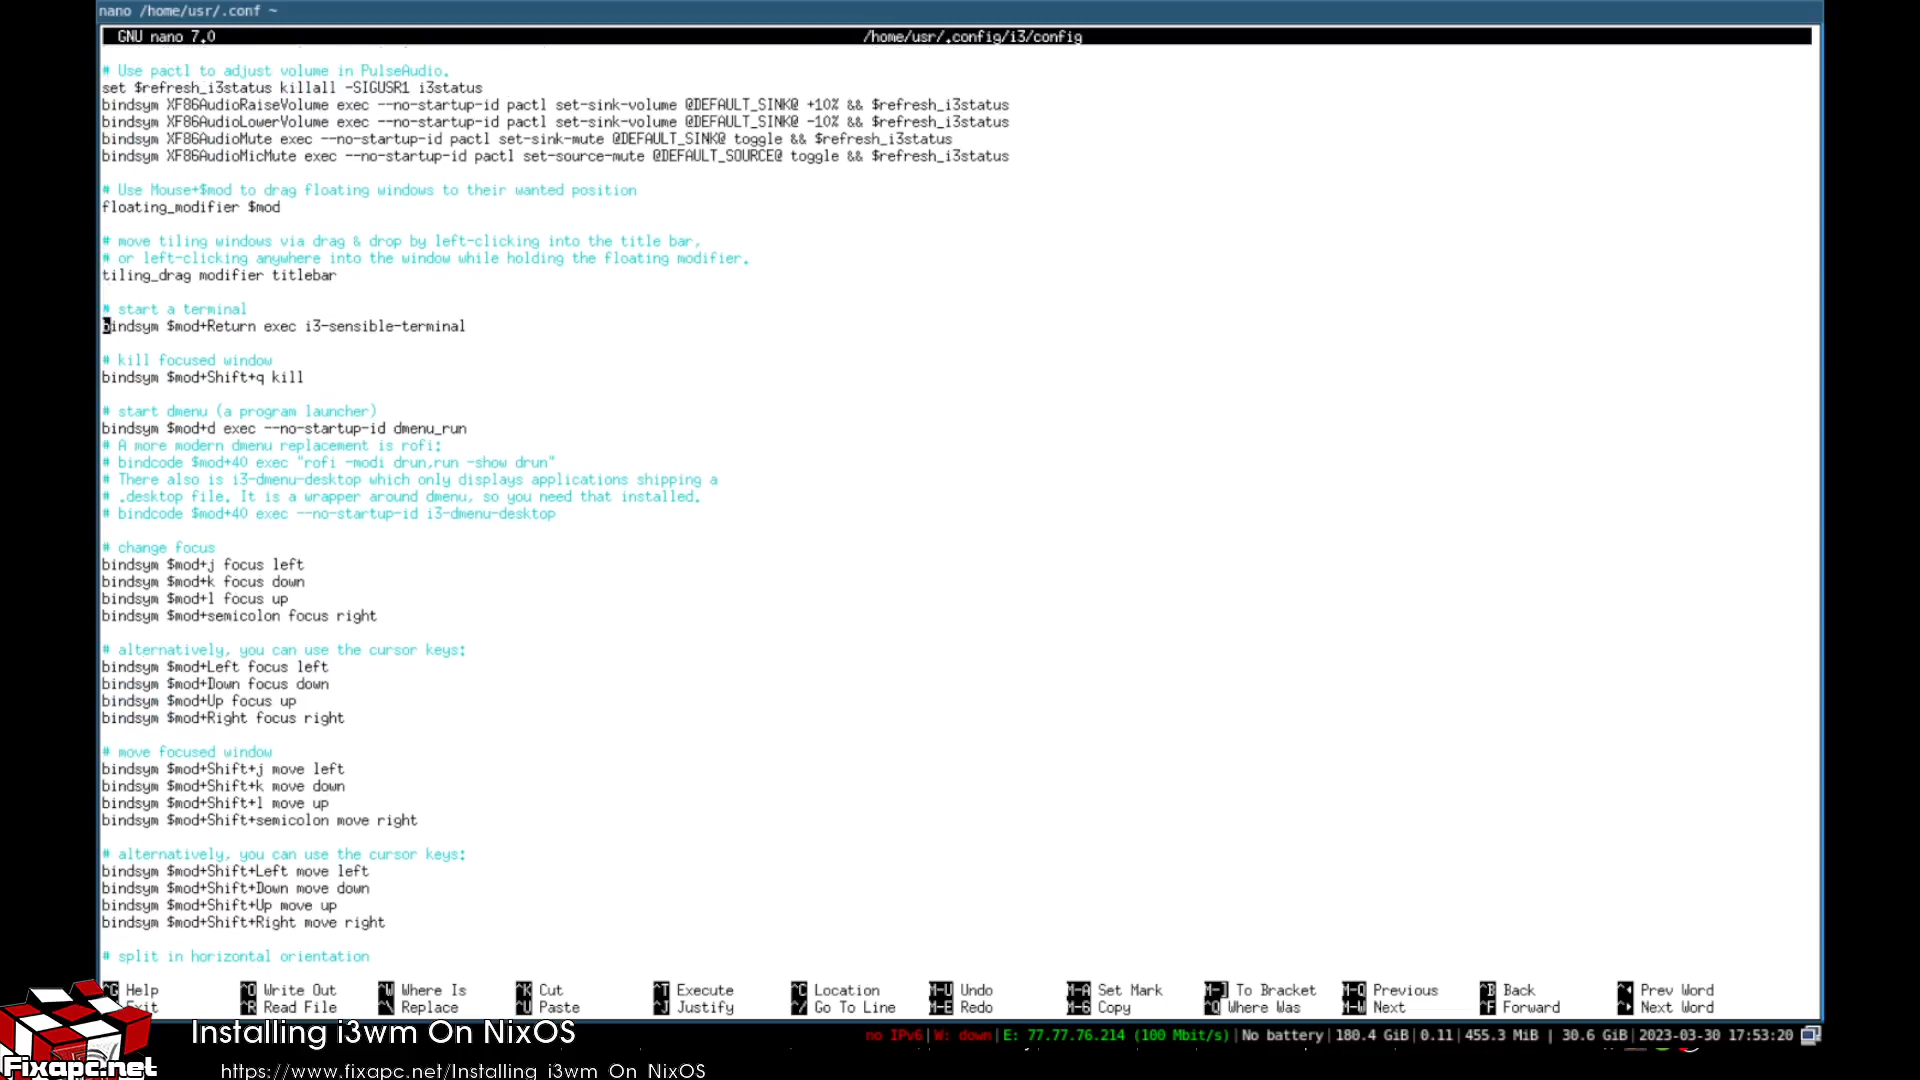 nano /home/usr/.conf ~
GNU nano 7.0 /home/usr/.config/i3/config
# Use pactl to adjust volume in PulseAudio.
set $refresh_i3status killall -SIGUSR1 i3status
bindsym XF86AudioRaiseVolume exec --no-startup-id pactl set-sink-volume @DEFAULT_SINK@ +10% && $refresh_i3status
bindsym XF86AudioLowerVolume exec --no-startup-id pactl set-sink-volume @DEFAULT_SINK@ -10% && $refresh_i3status
bindsym XF86AudioMute exec --no-startup-id pactl set-sink-mute @DEFAULT_SINK@ toggle && $refresh_i3status
bindsym XF86AudioMicMute exec --no-startup-id pactl set-source-mute @DEFAULT_SOURCE@ toggle && $refresh_i3status
# Use Mouse+$mod to drag floating windows to their wanted position
floating_modifier $mod
# move tiling windows via drag & drop by left-clicking into the title bar,
# or left-clicking anywhere into the window while holding the floating modifier.
tiling_drag modifier titlebar
# start a terminal
bindsym $mod+Return exec i3-sensible-terminal
# kill focused window
bindsym $mod+Shift+q kill
# start dmenu (a program launcher)
bindsym $mod+d exec --no-startup-id dmenu_run
# A more modern dmenu replacement is rofi:
# bindcode $mod+40 exec "rofi -modi drun,run -show drun"
# There also is i3-dmenu-desktop which only displays applications shipping a
# .desktop file. It is a wrapper around dmenu, so you need that installed.
# bindcode $mod+40 exec --no-startup-id i3-dmenu-desktop
# change focus
bindsym $mod+j focus left
bindsym $mod+k focus down
bindsym $mod+l focus up
bindsym $mod+semicolon focus right
# alternatively, you can use the cursor keys:
bindsym $mod+Left focus left
bindsym $mod+Down focus down
bindsym $mod+Up focus up
bindsym $mod+Right focus right
# move focused window
bindsym $mod+Shift+j move left
bindsym $mod+Shift+k move down
bindsym $mod+Shift+l move up
bindsym $mod+Shift+semicolon move right
# alternatively, you can use the cursor keys:
bindsym $mod+Shift+Left move left
bindsym $mod+Shift+Down move down
bindsym $mod+Shift+Up move up
bindsym $mod+Shift+Right move right
# split in horizontal orientation
^G Help ^O Write Out ^W Where Is ^K Cut ^T Execute ^C Location M-U Undo M-A Set Mark M-] To Bracket M-Q Previous ^B Back ^◂ Prev Word
Exit ^R Read File ^\ Replace ^U Paste ^J Justify ^/ Go To Line M-E Redo M-6 Copy ^Q Where Was M-W Next ^F Forward ^▸ Next Word
Installing i3wm On NixOS
no IPv6|W: down|E: 77.77.76.214 (100 Mbit/s)|No battery|180.4 GiB|0.11|455.3 MiB | 30.6 GiB|2023-03-30 17:53:20
Fixapc.net
https://www.fixapc.net/Installing_i3wm_On_NixOS